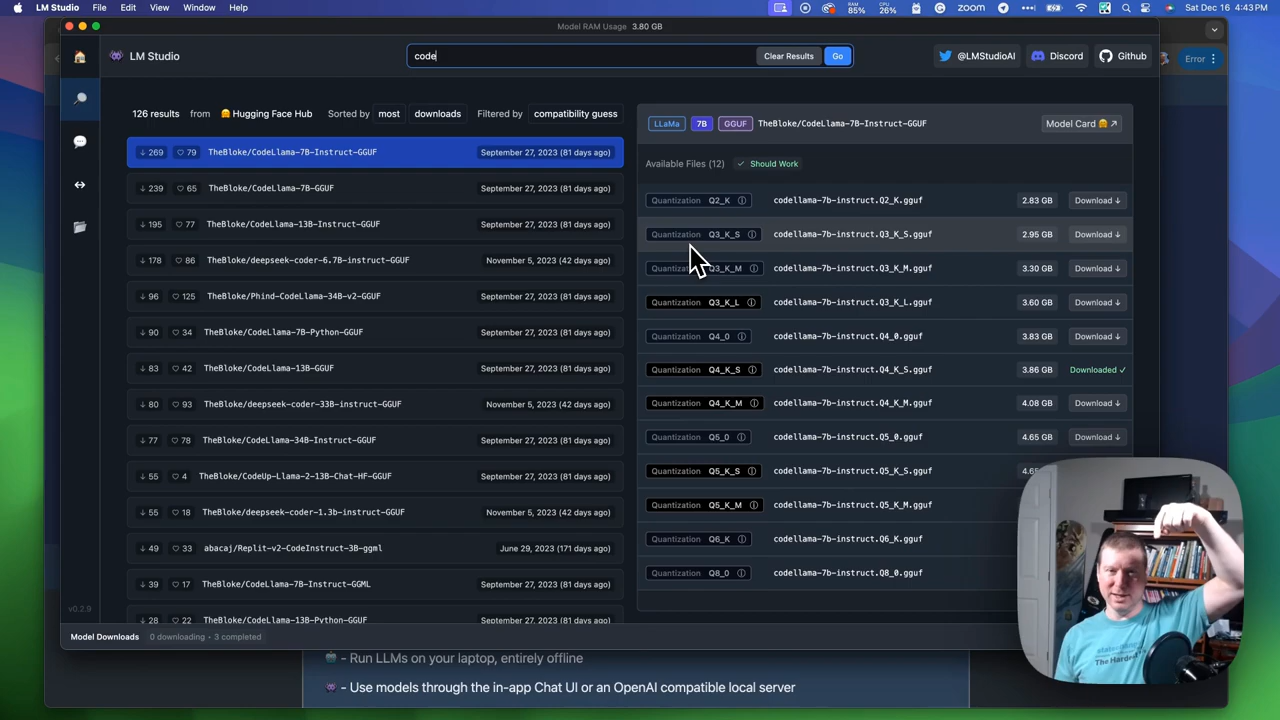 LM Studio File Edit View Window Help RAM 85% CPU 26% zoom Sat Dec 16 4:43 PM
Model RAM Usage 3.80 GB
LM Studio code Clear Results Go @LMStudioAI Discord Github Error
126 results from Hugging Face Hub Sorted by most downloads Filtered by compatibility guess
LLaMa 7B GGUF TheBloke/CodeLlama-7B-Instruct-GGUF Model Card
Available Files (12) Should Work
269 79 TheBloke/CodeLlama-7B-Instruct-GGUF September 27, 2023 (81 days ago)
239 65 TheBloke/CodeLlama-7B-GGUF September 27, 2023 (81 days ago)
195 77 TheBloke/CodeLlama-13B-Instruct-GGUF September 27, 2023 (81 days ago)
178 86 TheBloke/deepseek-coder-6.7B-instruct-GGUF November 5, 2023 (42 days ago)
96 125 TheBloke/Phind-CodeLlama-34B-v2-GGUF September 27, 2023 (81 days ago)
90 34 TheBloke/CodeLlama-7B-Python-GGUF September 27, 2023 (81 days ago)
83 42 TheBloke/CodeLlama-13B-GGUF September 27, 2023 (81 days ago)
80 93 TheBloke/deepseek-coder-33B-instruct-GGUF November 5, 2023 (42 days ago)
77 78 TheBloke/CodeLlama-34B-Instruct-GGUF September 27, 2023 (81 days ago)
55 4 TheBloke/CodeUp-Llama-2-13B-Chat-HF-GGUF September 27, 2023 (81 days ago)
55 18 TheBloke/deepseek-coder-1.3b-instruct-GGUF November 5, 2023 (42 days ago)
49 33 abacaj/Replit-v2-CodeInstruct-3B-ggml June 29, 2023 (171 days ago)
39 17 TheBloke/CodeLlama-7B-Instruct-GGML September 27, 2023 (81 days ago)
28 22 TheBloke/CodeLlama-13B-Python-GGUF September 27, 2023 (81 days ago)
Quantization Q2_K codellama-7b-instruct.Q2_K.gguf 2.83 GB Download
Quantization Q3_K_S codellama-7b-instruct.Q3_K_S.gguf 2.95 GB Download
Quantization Q3_K_M codellama-7b-instruct.Q3_K_M.gguf 3.30 GB Download
Quantization Q3_K_L codellama-7b-instruct.Q3_K_L.gguf 3.60 GB Download
Quantization Q4_0 codellama-7b-instruct.Q4_0.gguf 3.83 GB Download
Quantization Q4_K_S codellama-7b-instruct.Q4_K_S.gguf 3.86 GB Downloaded
Quantization Q4_K_M codellama-7b-instruct.Q4_K_M.gguf 4.08 GB Download
Quantization Q5_0 codellama-7b-instruct.Q5_0.gguf 4.65 GB Download
Quantization Q5_K_S codellama-7b-instruct.Q5_K_S.gguf
Quantization Q5_K_M codellama-7b-instruct.Q5_K_M.gguf
Quantization Q6_K codellama-7b-instruct.Q6_K.gguf
Quantization Q8_0 codellama-7b-instruct.Q8_0.gguf
v0.2.9
Model Downloads 0 downloading • 3 completed
The Harder
- Run LLMs on your laptop, entirely offline
- Use models through the in-app Chat UI or an OpenAI compatible local server